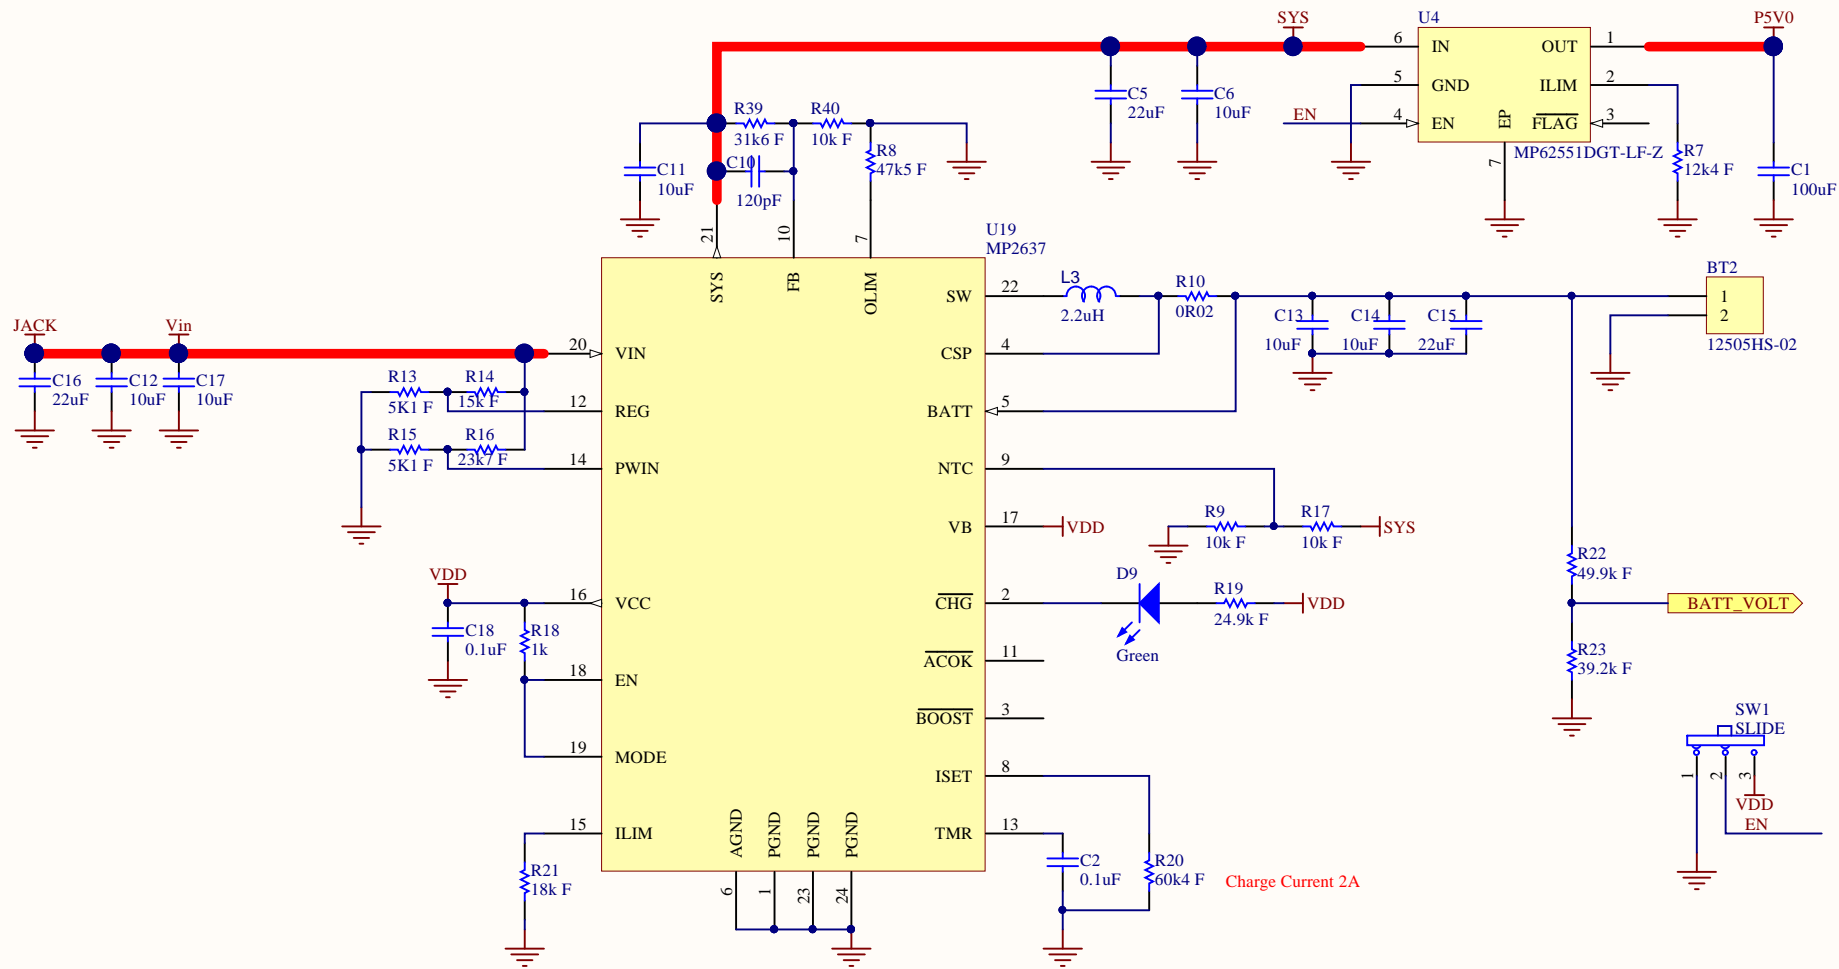 SYS
U4
P5V0
6
IN
OUT
1
5
GND
ILIM
2
EN
4
EN
EP
FLAG
3
7
MP62551DGT-LF-Z
C5
22uF
C6
10uF
R7
12k4 F
C1
100uF
R39
31k6 F
R40
10k F
C10
120pF
R8
47k5 F
C11
10uF
21
10
7
U19
MP2637
SYS
FB
OLIM
SW
22
L3
2.2uH
R10
0R02
BT2
1
2
12505HS-02
C13
10uF
C14
10uF
C15
22uF
JACK
Vin
C16
22uF
C12
10uF
C17
10uF
20
VIN
CSP
4
R13
5K1 F
R14
15k F
12
REG
BATT
5
R15
5K1 F
R16
23k7 F
14
PWIN
NTC
9
VB
17
VDD
R9
10k F
R17
10k F
SYS
R22
49.9k F
VDD
16
VCC
CHG
2
D9
Green
R19
24.9k F
VDD
BATT_VOLT
C18
0.1uF
R18
1k
ACOK
11
R23
39.2k F
18
EN
BOOST
3
19
MODE
ISET
8
SW1
SLIDE
1
2
3
VDD
EN
15
ILIM
AGND
PGND
PGND
PGND
TMR
13
R21
18k F
6
1
23
24
C2
0.1uF
R20
60k4 F
Charge Current 2A